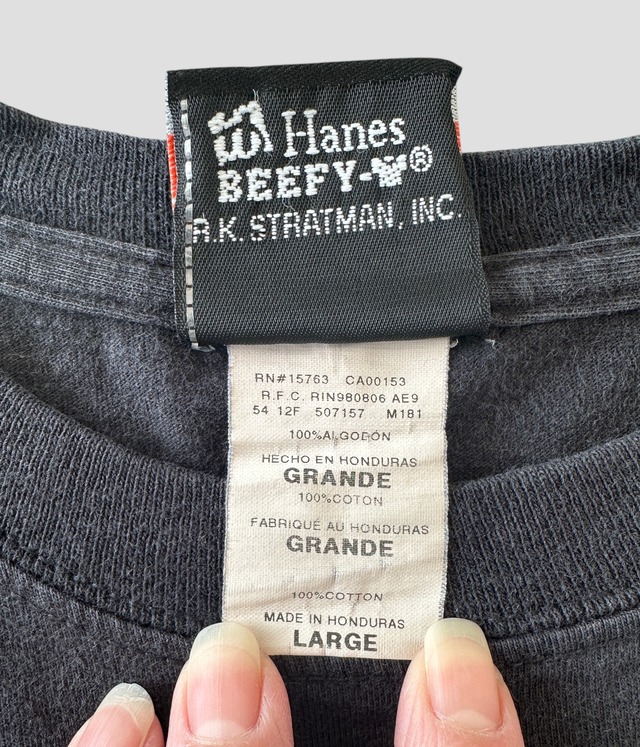 Hanes
BEEFY-T®
R.K. STRATMAN, INC.
RN#15763 CA00153
R.F.C. RIN980806 AE9
54 12F 507157 M181
100%ALGODÓN
HECHO EN HONDURAS
GRANDE
100%COTON
FABRIQUÉ AU HONDURAS
GRANDE
100%COTTON
MADE IN HONDURAS
LARGE